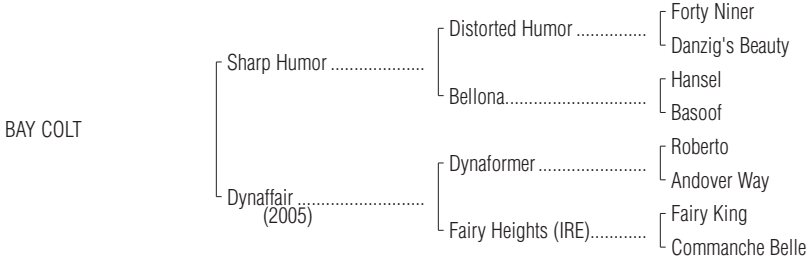 Forty Niner
Distorted Humor ...............
Danzig's Beauty
Sharp Humor ....................
Hansel
Bellona..............................
Basoof
BAY COLT
Roberto
Dynaformer .......................
Andover Way
Dynaffair ...........................
(2005)
Fairy King
Fairy Heights (IRE)............
Commanche Belle